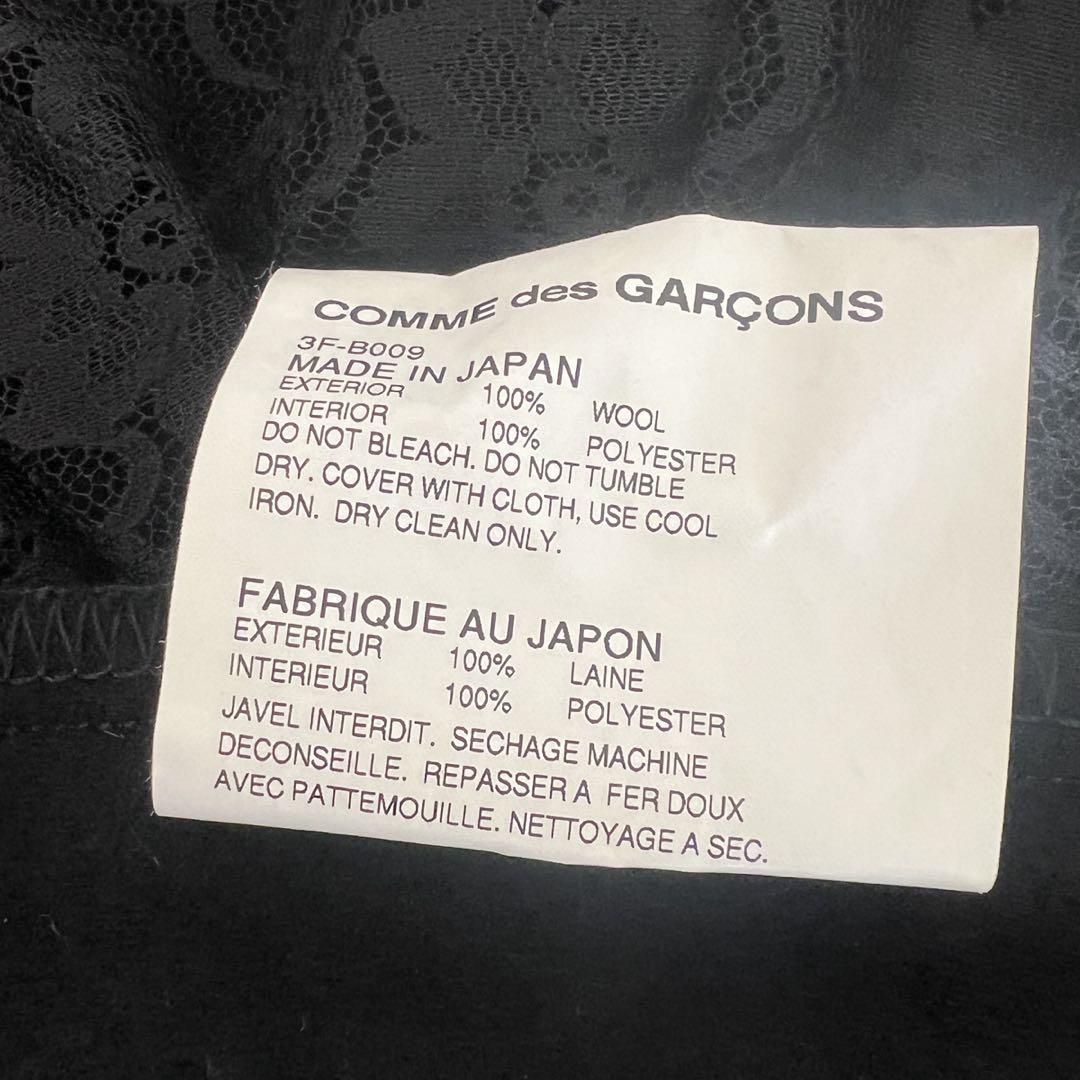 COMME des GARÇONS
3F-B009
MADE IN JAPAN
EXTERIOR 100% WOOL
INTERIOR 100% POLYESTER
DO NOT BLEACH. DO NOT TUMBLE
DRY. COVER WITH CLOTH, USE COOL
IRON. DRY CLEAN ONLY.
FABRIQUE AU JAPON
EXTERIEUR 100% LAINE
INTERIEUR 100% POLYESTER
JAVEL INTERDIT. SECHAGE MACHINE
DECONSEILLE. REPASSER A FER DOUX
AVEC PATTEMOUILLE. NETTOYAGE A SEC.